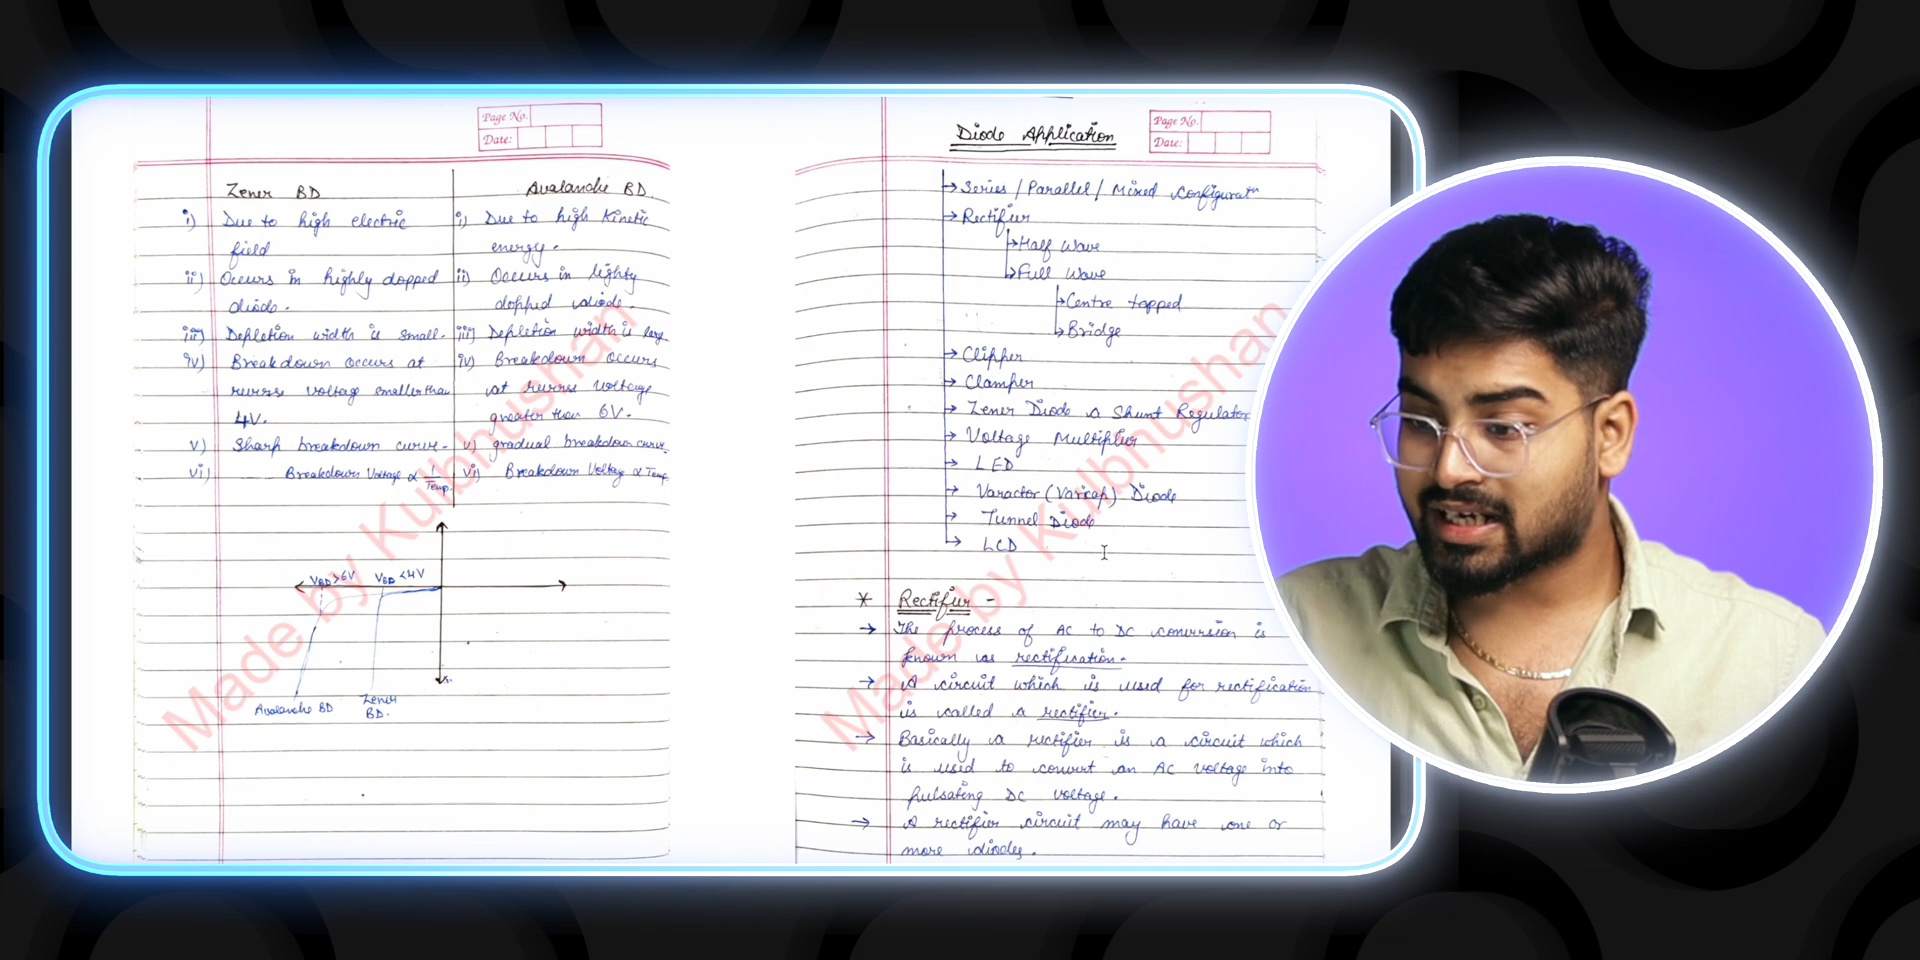 Page No.
Date:
Zener BD
Avalanche BD.
i) Due to high electric
field
ii) Occurs in highly dopped
diode.
iii) Depletion width is small.
iv) Breakdown occurs at
reverse voltage smaller than
4V.
v) Sharp breakdown curve.
vi) Breakdown Voltage ∝ 1/Temp.
i) Due to high Kinetic
energy.
ii) Occurs in lighty
dopped diode.
iii) Depletion width is
iv) Breakdown occurs
at reverse voltage
greater than 6V.
v) gradual breakdown curve.
vi) Breakdown Voltage ∝ Temp.
VBD >6V VBD <4V
Avalanche BD
Zener
BD.
Made by Kulbhushan
Page No.
Date:
Diode Application
→ Series / Parallel / Mixed Configuratn
→ Rectifier
→ Half Wave
→ Full Wave
→ Centre tapped
→ Bridge
→ Clipper
→ Clamper
→ Zener Diode a Shunt Regulator
→ Voltage Multiplier
→ LED
→ Varactor (Varicap) Diode
→ Tunnel Diode
→ LCD
* Rectifier -
→ The process of AC to DC conversion is
known as rectification.
→ A circuit which is used for rectification
is called a rectifier.
→ Basically a rectifier is a circuit which
is used to convert an AC voltage into
pulsating DC voltage.
→ A rectifier circuit may have one or
more diodes.
Made by Kulbhushan